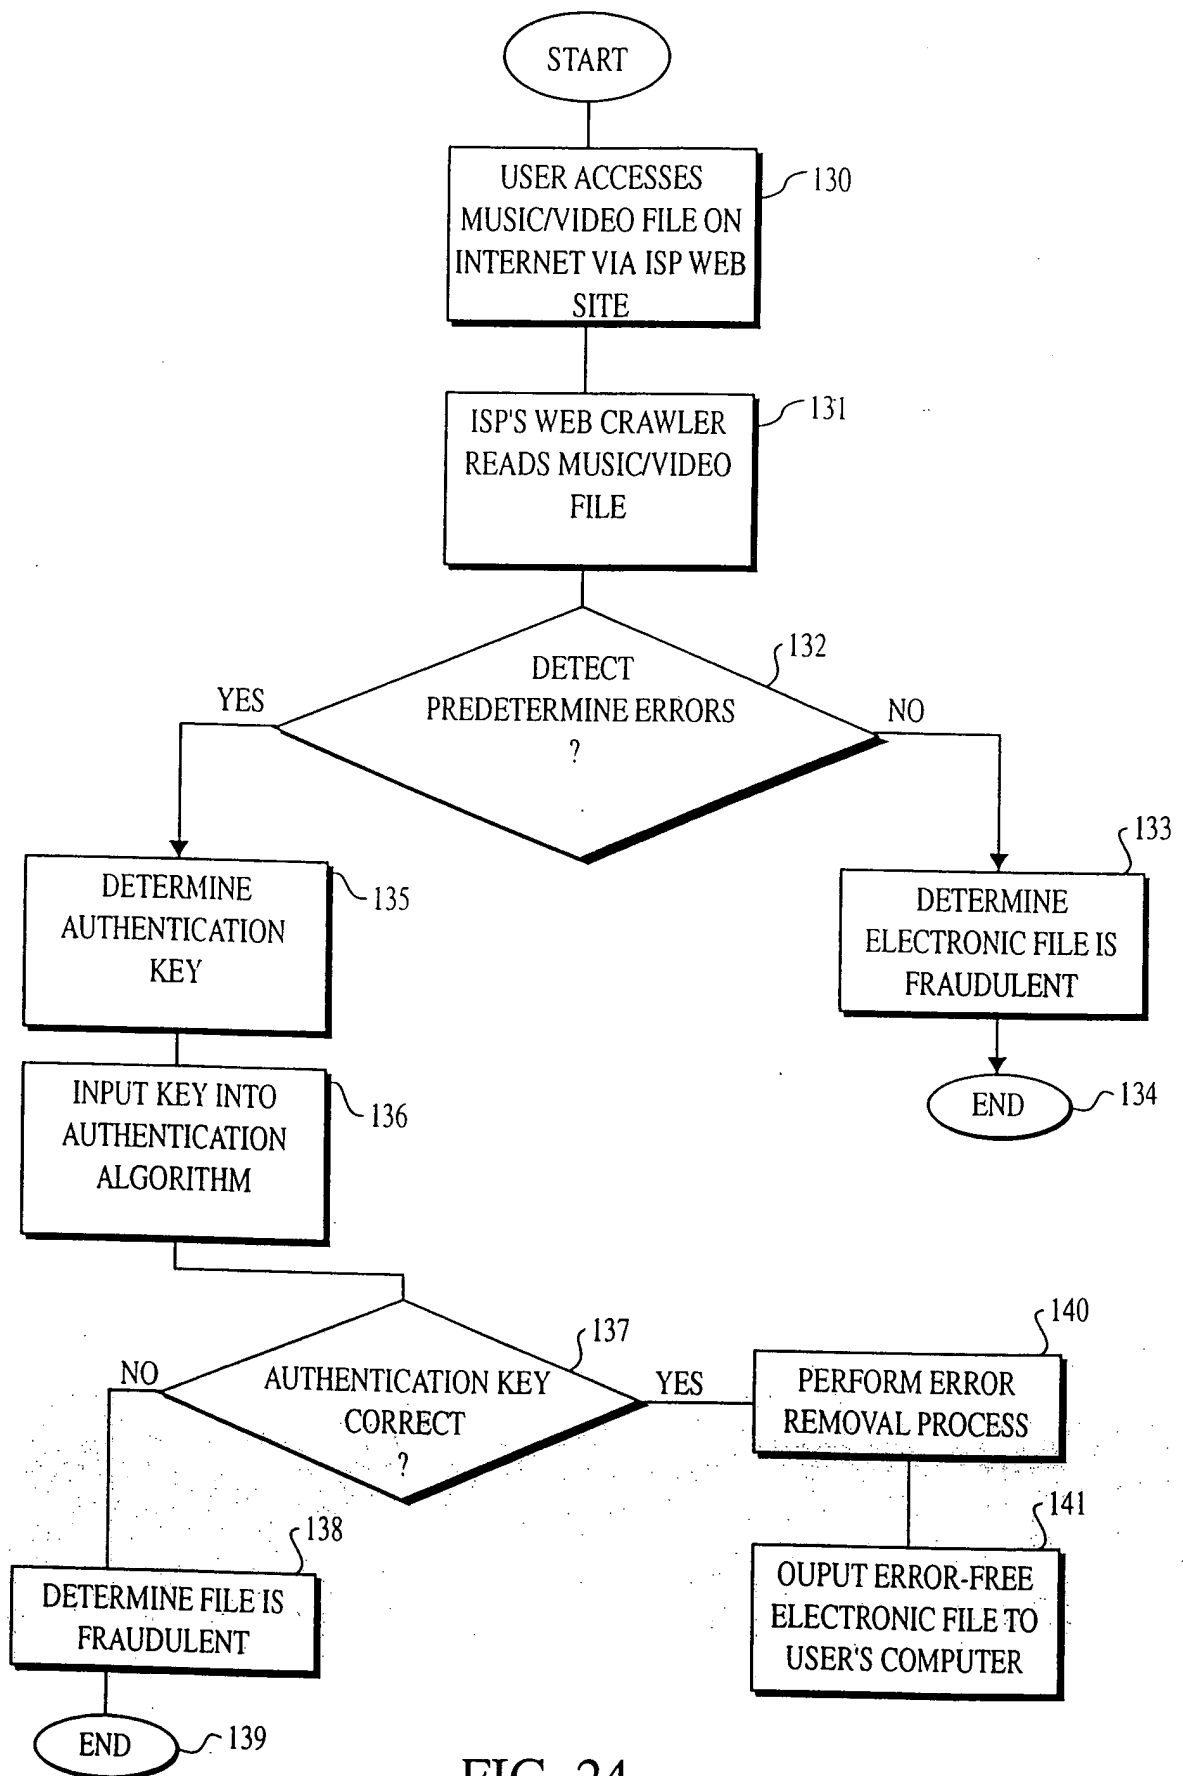 START
USER ACCESSES
MUSIC/VIDEO FILE ON
INTERNET VIA ISP WEB
SITE
130
ISP'S WEB CRAWLER
READS MUSIC/VIDEO
FILE
131
DETECT
PREDETERMINE ERRORS
?
132
YES
NO
DETERMINE
AUTHENTICATION
KEY
135
DETERMINE
ELECTRONIC FILE IS
FRAUDULENT
133
INPUT KEY INTO
AUTHENTICATION
ALGORITHM
136
END
134
AUTHENTICATION KEY
CORRECT
?
137
NO
YES
PERFORM ERROR
REMOVAL PROCESS
140
DETERMINE FILE IS
FRAUDULENT
138
OUPUT ERROR-FREE
ELECTRONIC FILE TO
USER'S COMPUTER
141
END
139
FIG. 24